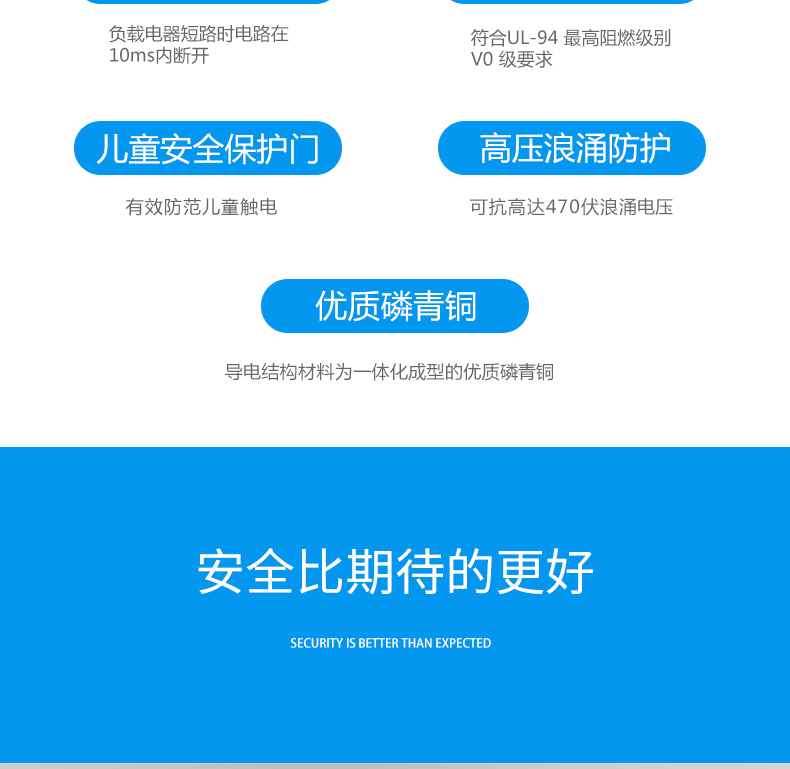 负载电器短路时电路在
10ms内断开
符合UL-94 最高阻燃级别
V0 级要求
儿童安全保护门
高压浪涌防护
有效防范儿童触电
可抗高达470伏浪涌电压
优质磷青铜
导电结构材料为一体化成型的优质磷青铜
安全比期待的更好
SECURITY IS BETTER THAN EXPECTED